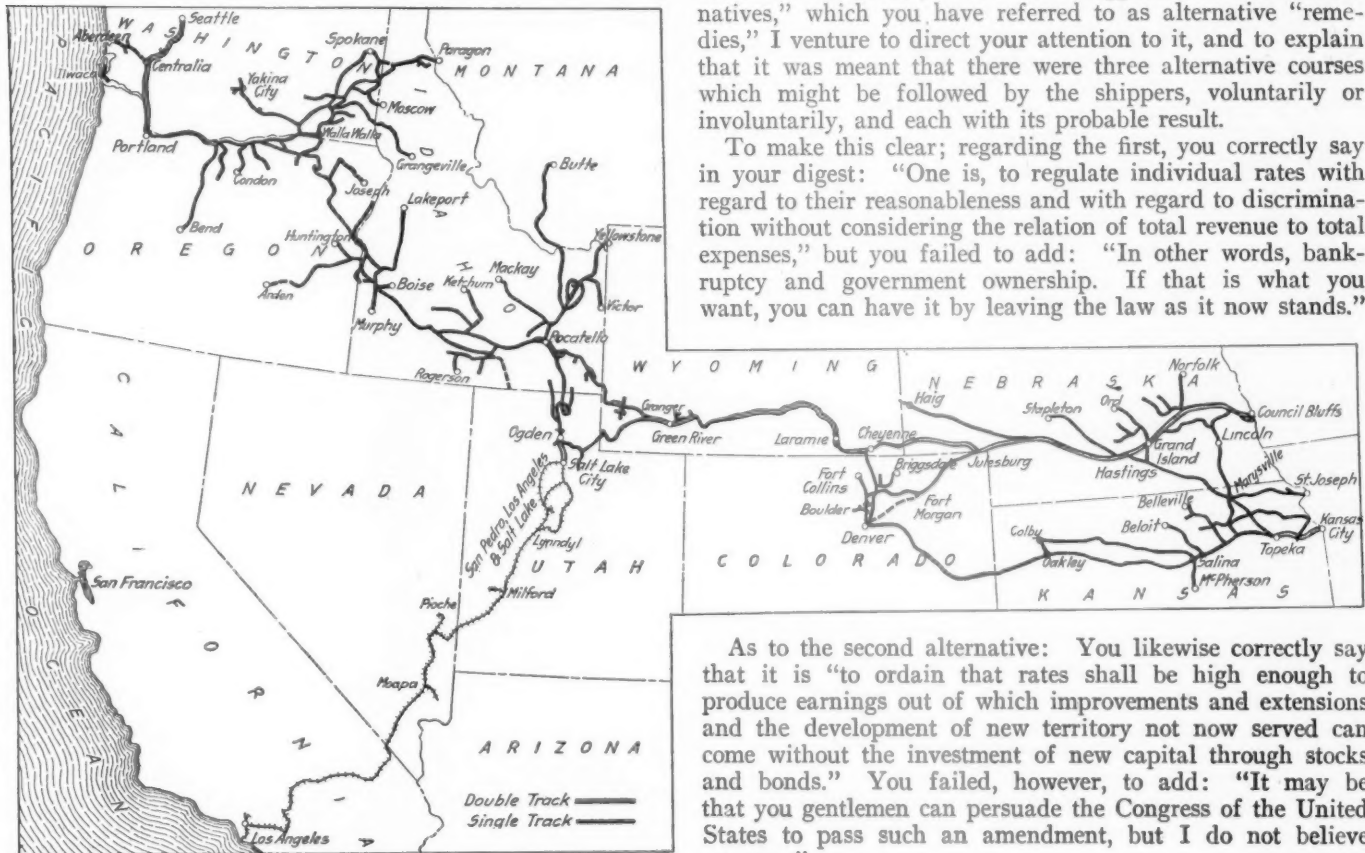 natives,” which you have referred to as alternative “reme-
dies,” I venture to direct your attention to it, and to explain
that it was meant that there were three alternative courses
which might be followed by the shippers, voluntarily or
involuntarily, and each with its probable result.
To make this clear; regarding the first, you correctly say
in your digest: “One is, to regulate individual rates with
regard to their reasonableness and with regard to discrimina-
tion without considering the relation of total revenue to total
expenses,” but you failed to add: “In other words, bank-
ruptcy and government ownership. If that is what you
want, you can have it by leaving the law as it now stands.”
WASHINGTON
Seattle
Aberdeen
Ilwaco
Centralia
Yakima City
Spokane
Paragon
MONTANA
Moscow
Walla Walla
Portland
Grangeville
Condon
Joseph
Butte
Lakeport
Bend
OREGON
Huntington
IDAHO
Yellowstone
Mackay
Ketchum
Boise
Arden
Victor
Murphy
Pocatello
Rogerson
WYOMING
NEBRASKA
Norfolk
Haig
Stapleton
Ord
Granger
Council Bluffs
Green River
Laramie
Cheyenne
Lincoln
Grand
Island
Ogden
Salt Lake
City
Briggsdale
Julesburg
Hastings
Marysville
Fort
Collins
St. Joseph
CALIFORNIA
NEVADA
San Pedro, Los Angeles
& Salt Lake
Boulder
Fort
Morgan
Belleville
Kansas
City
Colby
Beloit
Lynndyl
Denver
UTAH
COLORADO
Oakley
Salina
Topeka
San Francisco
Milford
McPherson
KANSAS
Pioche
Moapa
ARIZONA
PACIFIC OCEAN
Double Track
Single Track
Los Angeles
As to the second alternative: You likewise correctly say
that it is “to ordain that rates shall be high enough to
produce earnings out of which improvements and extensions
and the development of new territory not now served can
come without the investment of new capital through stocks
and bonds.” You failed, however, to add: “It may be
that you gentlemen can persuade the Congress of the United
States to pass such an amendment, but I do not believe